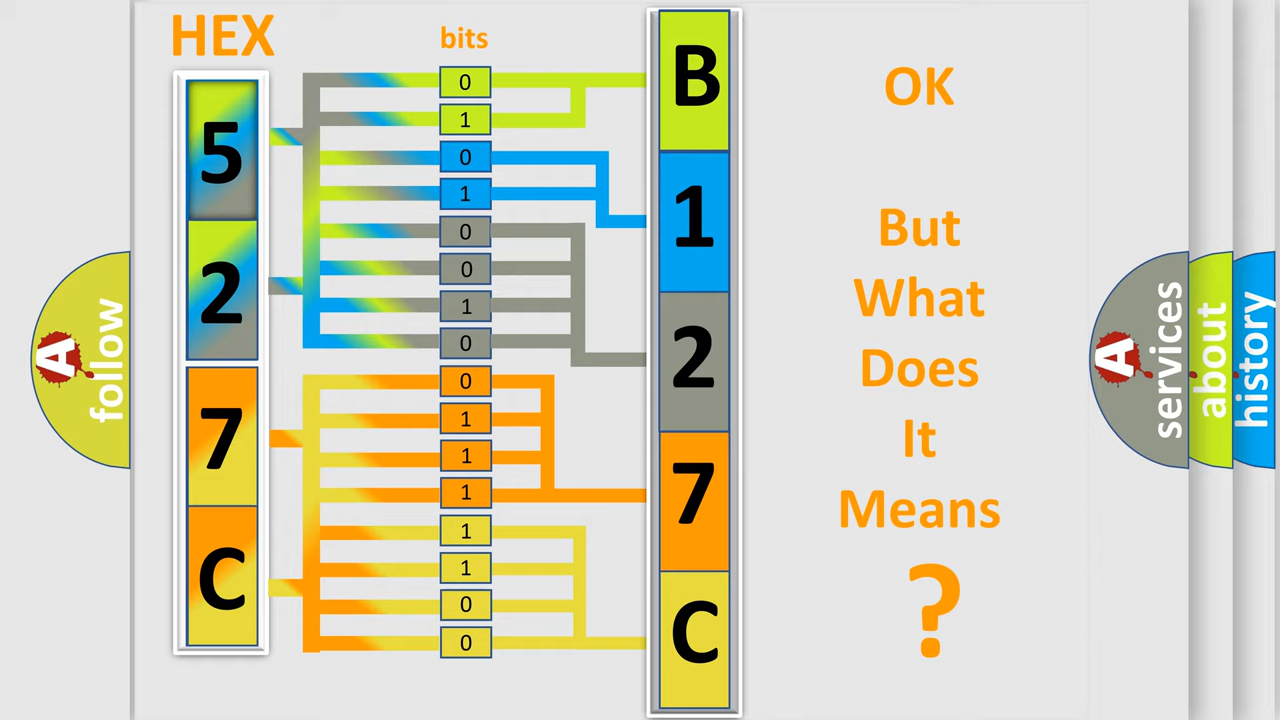 HEX
bits
5
2
7
C
0
1
0
1
0
0
1
0
0
1
1
1
1
1
0
0
B
1
2
7
C
OK
But
What
Does
It
Means
?
A
follow
A
services
about
history